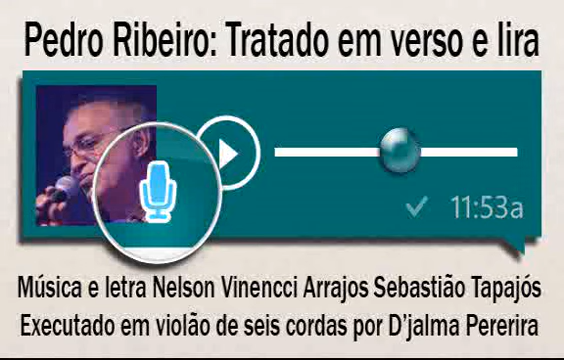 Pedro Ribeiro: Tratado em verso e lira
11:53a
Música e letra Nelson Vinencci Arrajos Sebastião Tapajós
Executado em violão de seis cordas por D'jalma Pererira